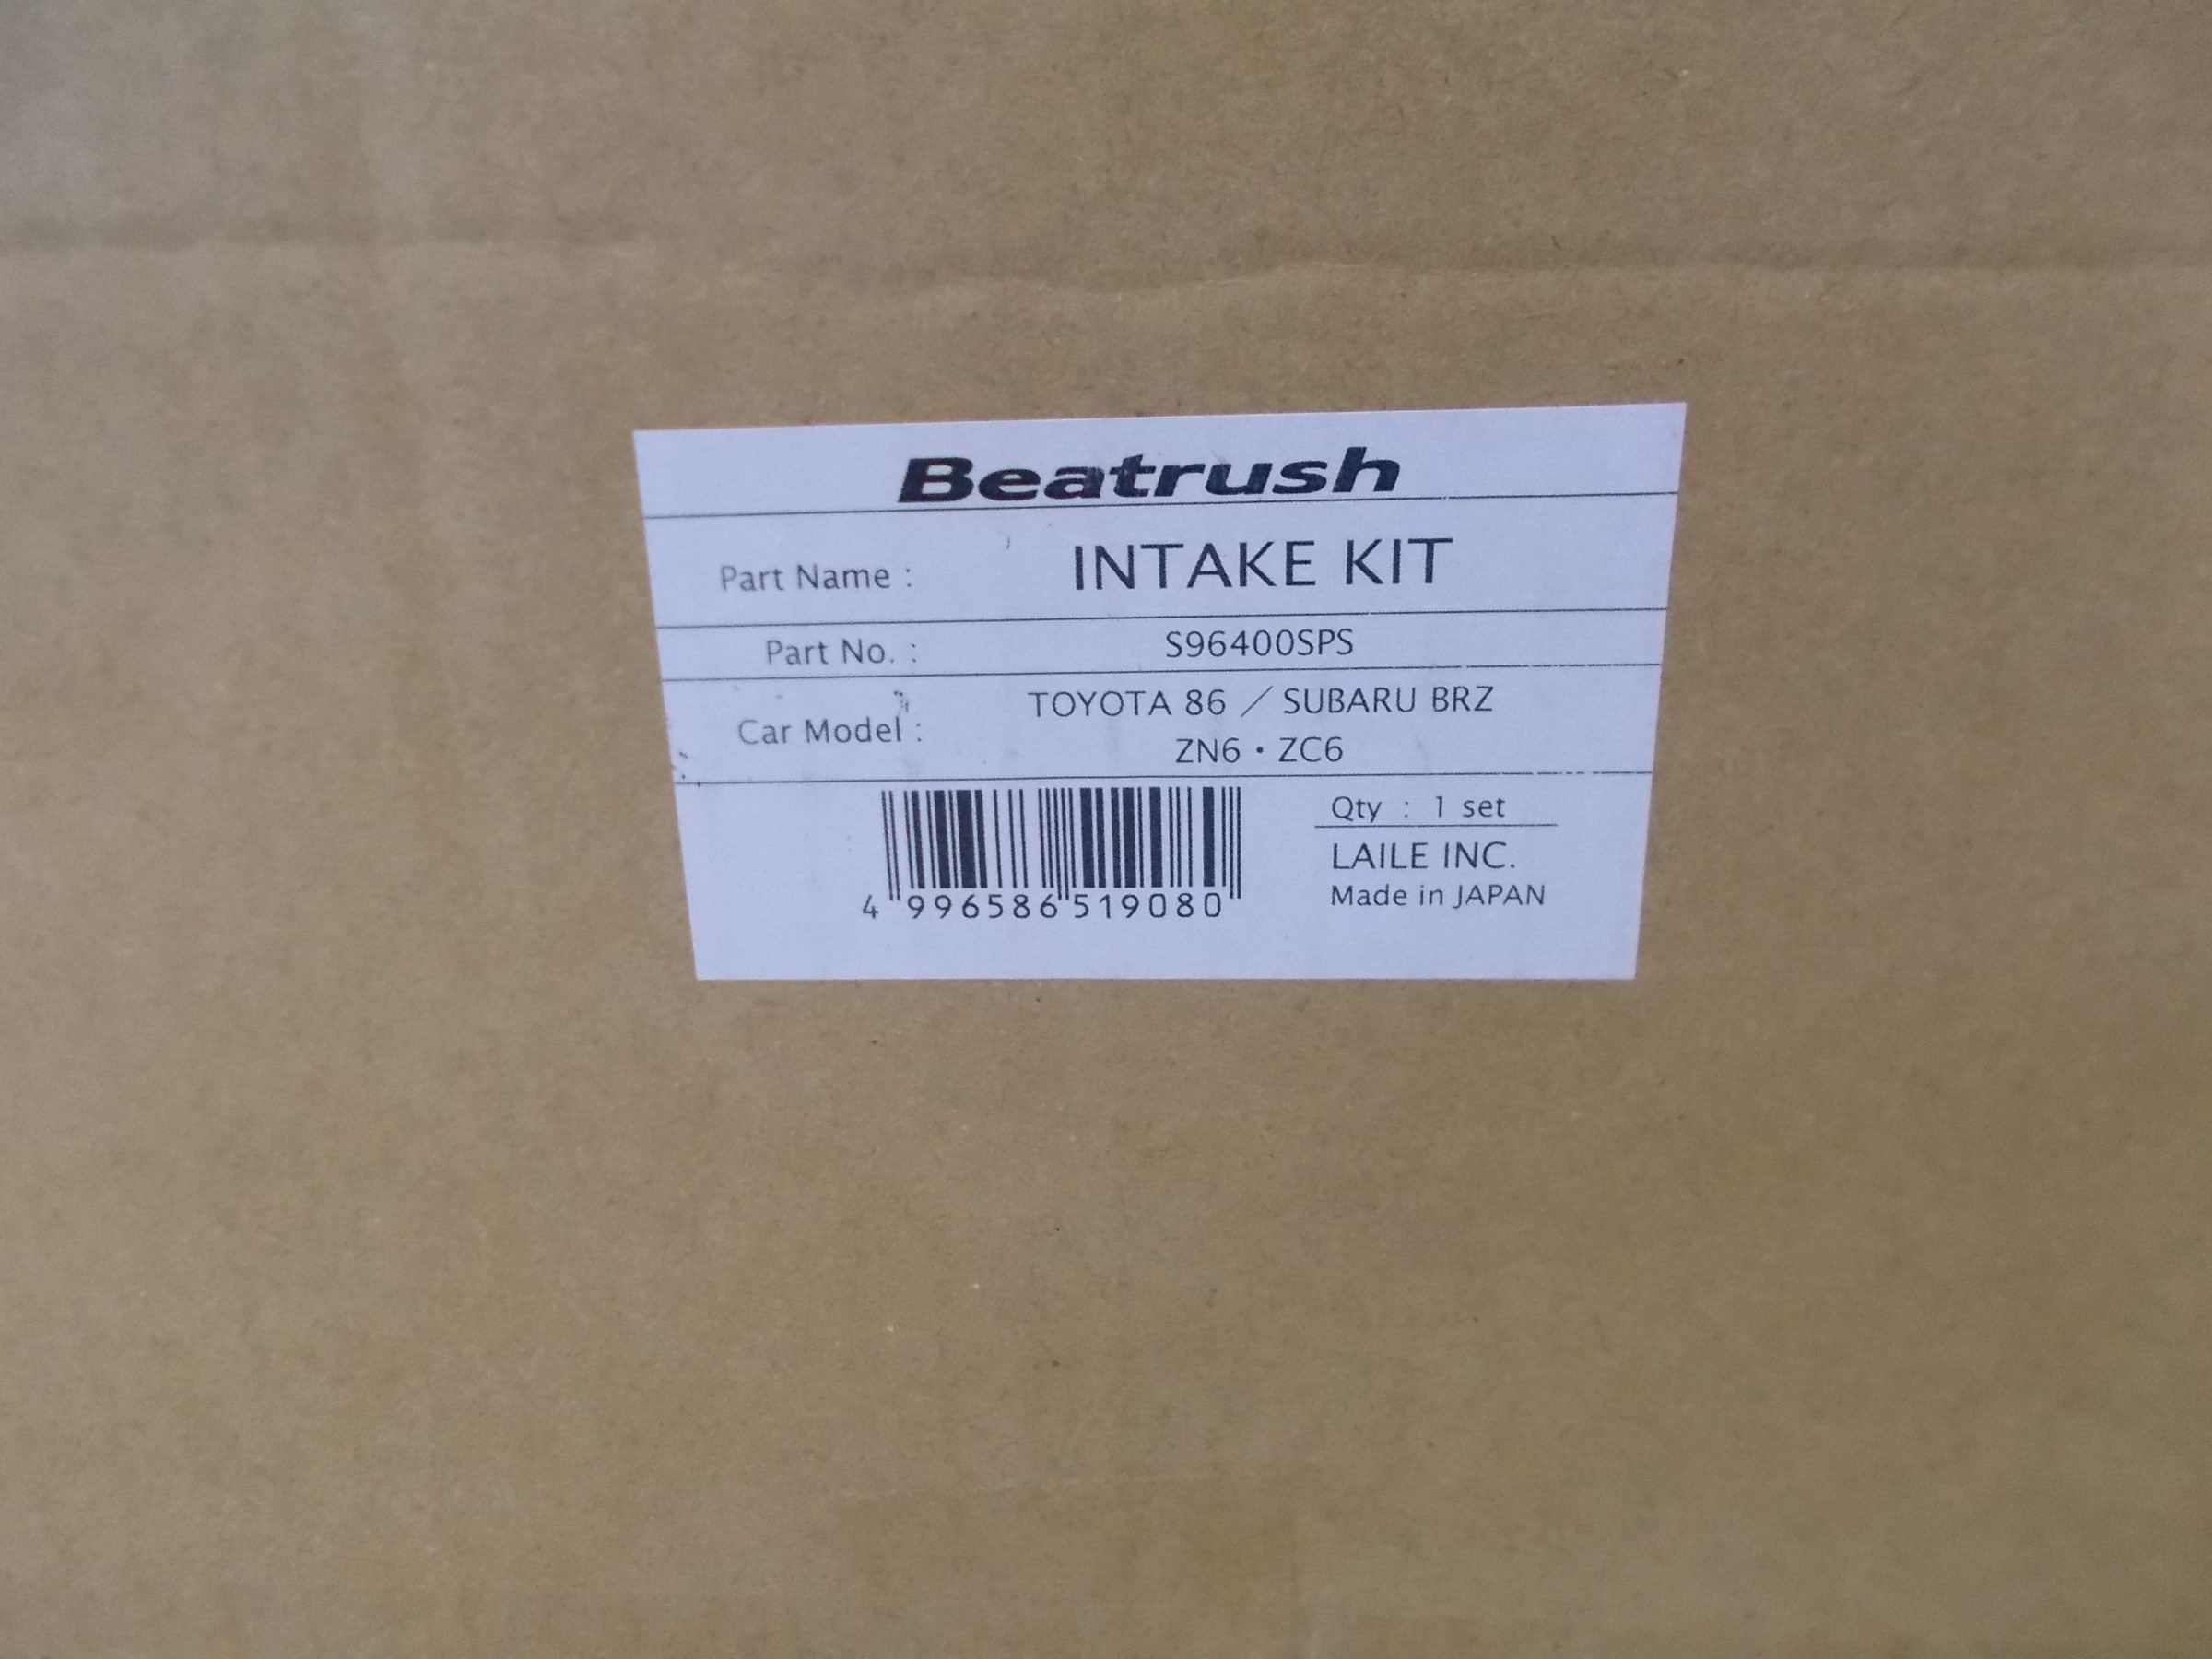 Beatrush
Part Name : INTAKE KIT
Part No. : S96400SPS
Car Model : TOYOTA 86 ／ SUBARU BRZ
ZN6・ZC6
Qty : 1 set
LAILE INC.
Made in JAPAN
4 996586 519080